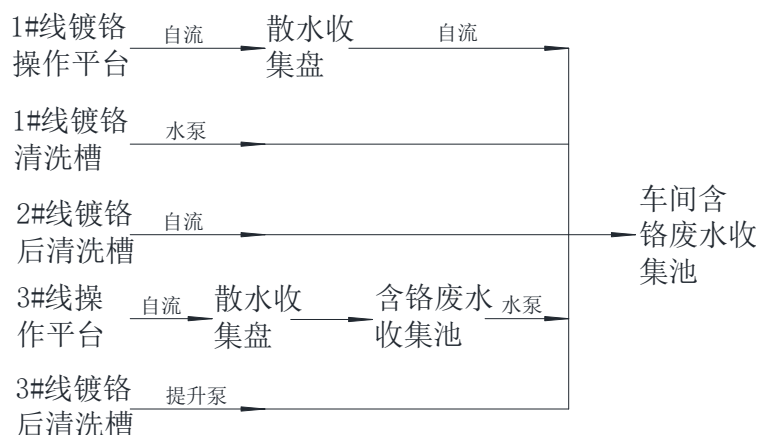 1#线镀铬
操作平台
自流
散水收
集盘
自流
1#线镀铬
清洗槽
水泵
2#线镀铬
后清洗槽
自流
车间含
铬废水收
集池
3#线操
作平台
自流
散水收
集盘
含铬废水
收集池
水泵
3#线镀铬
后清洗槽
提升泵